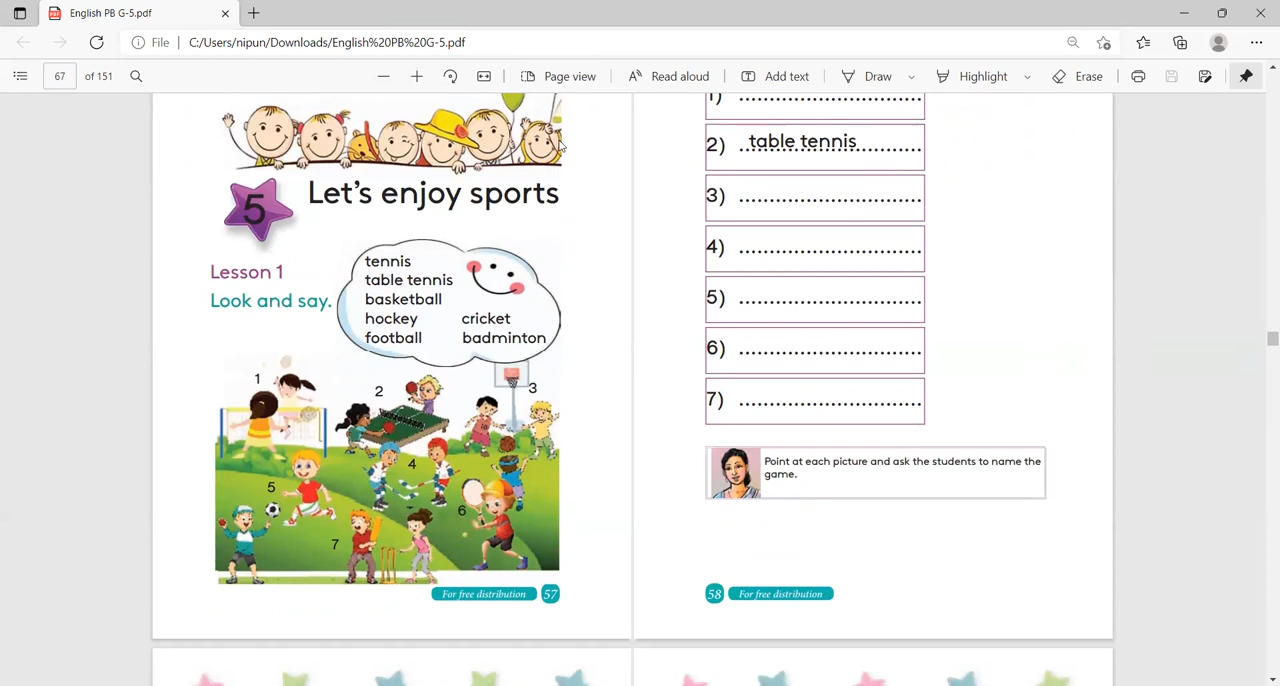 English PB G-5.pdf
File
C:/Users/nipun/Downloads/English%20PB%20G-5.pdf
67 of 151
Page view
Read aloud
Add text
Draw
Highlight
Erase
5
Let's enjoy sports
Lesson 1
Look and say.
tennis
table tennis
basketball
hockey cricket
football badminton
1
2
3
4
5
6
7
For free distribution 57
1) ................................
2) table tennis
3) ................................
4) ................................
5) ................................
6) ................................
7) ................................
Point at each picture and ask the students to name the
game.
58 For free distribution